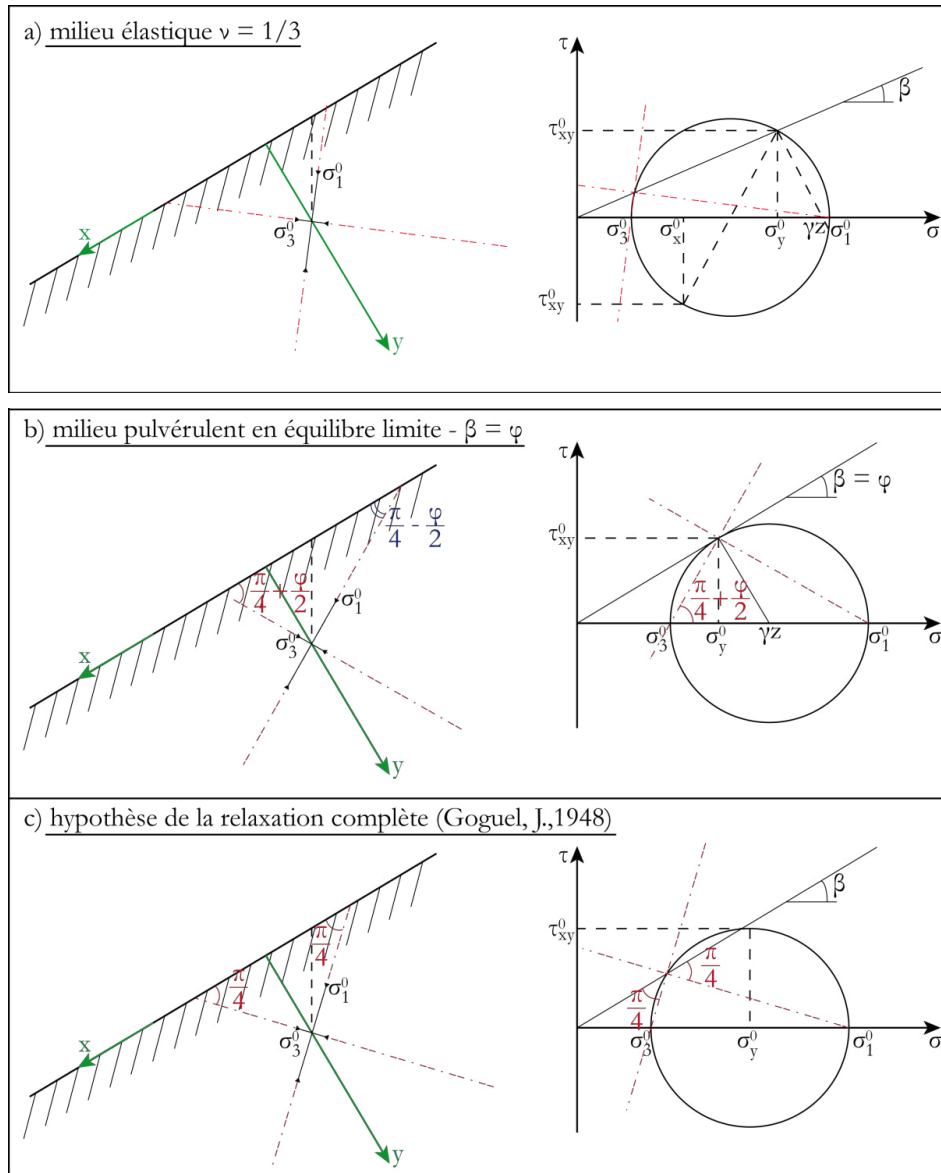 a) milieu élastique ν = 1/3
x
y
σ₁⁰
σ₃⁰
τ
β
τ⁰xy
σ₃⁰
σ⁰x
σ⁰y
γz
σ₁⁰
σ
τ⁰xy
b) milieu pulvérulent en équilibre limite - β = φ
π/4 - φ/2
π/4 + φ/2
σ₁⁰
σ₃⁰
x
y
τ
β = φ
τ⁰xy
π/4 + φ/2
σ₃⁰
σ⁰y
γz
σ₁⁰
σ
c) hypothèse de la relaxation complète (Goguel, J.,1948)
π/4
π/4
σ₁⁰
σ₃⁰
x
y
τ
β
τ⁰xy
π/4
π/4
σ₃⁰
σ⁰y
σ₁⁰
σ